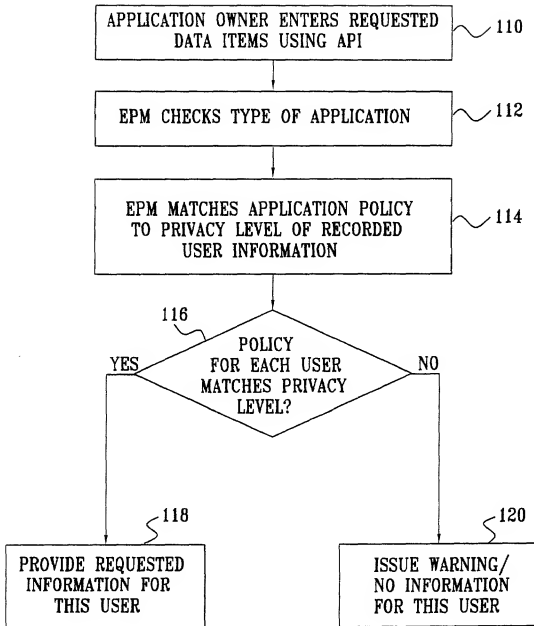 APPLICATION OWNER ENTERS REQUESTED
DATA ITEMS USING API
110
EPM CHECKS TYPE OF APPLICATION
112
EPM MATCHES APPLICATION POLICY
TO PRIVACY LEVEL OF RECORDED
USER INFORMATION
114
116
POLICY
FOR EACH USER
MATCHES PRIVACY
LEVEL?
YES
NO
118
PROVIDE REQUESTED
INFORMATION FOR
THIS USER
120
ISSUE WARNING/
NO INFORMATION
FOR THIS USER